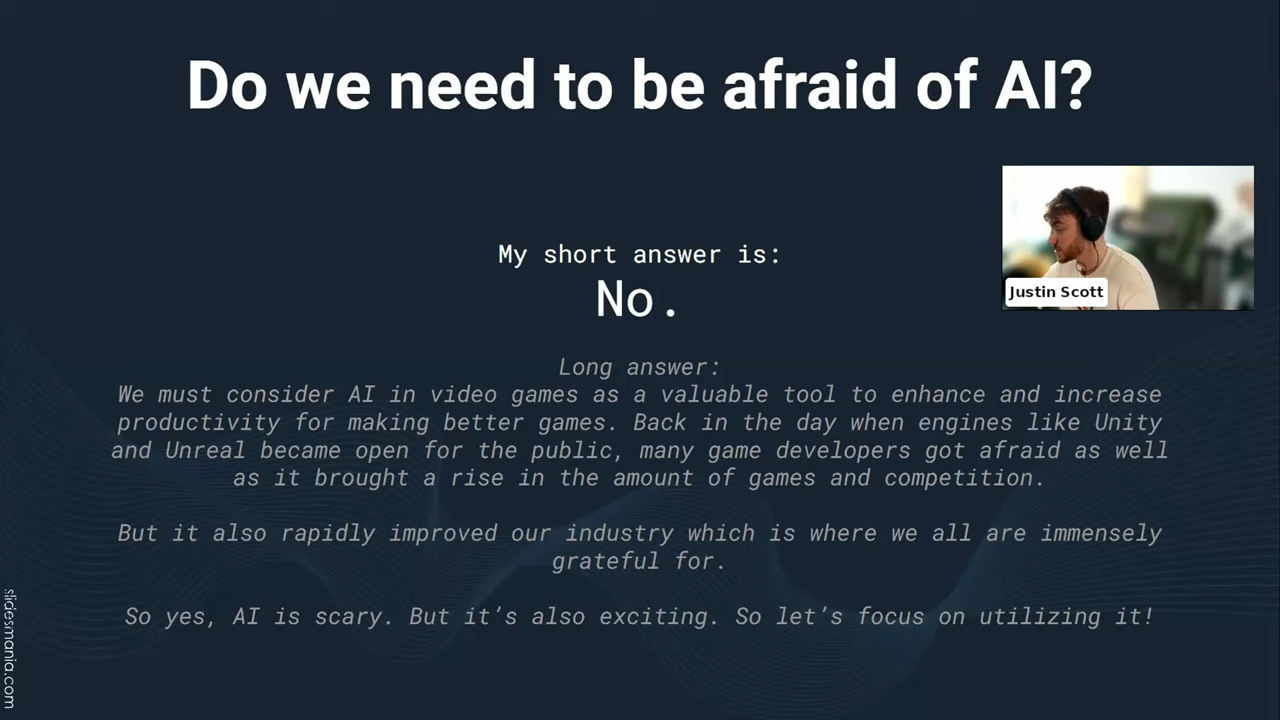 Do we need to be afraid of AI?
My short answer is:
No.
Justin Scott
Long answer:
We must consider AI in video games as a valuable tool to enhance and increase
productivity for making better games. Back in the day when engines like Unity
and Unreal became open for the public, many game developers got afraid as well
as it brought a rise in the amount of games and competition.
But it also rapidly improved our industry which is where we all are immensely
grateful for.
So yes, AI is scary. But it's also exciting. So let's focus on utilizing it!
slidesmania.com